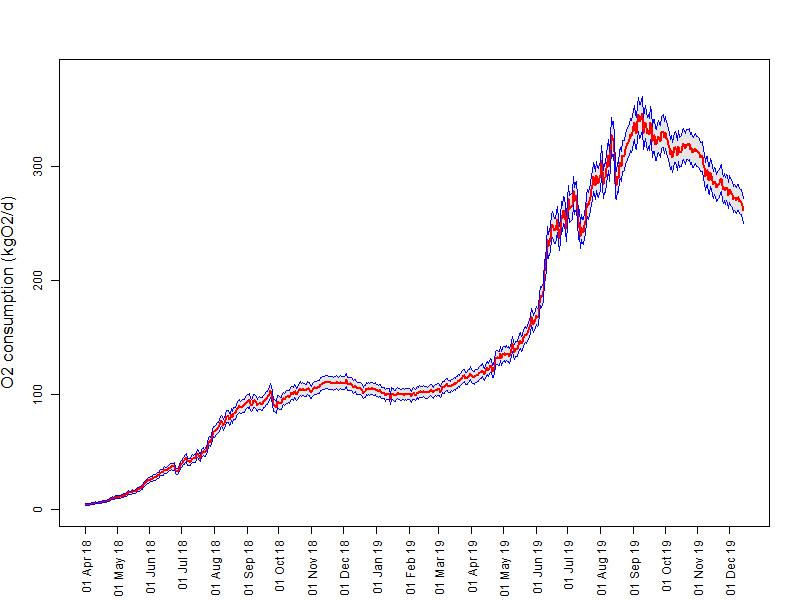 O2 consumption (kgO2/d)
300
200
100
0
01 Apr 18
01 May 18
01 Jun 18
01 Jul 18
01 Aug 18
01 Sep 18
01 Oct 18
01 Nov 18
01 Dec 18
01 Jan 19
01 Feb 19
01 Mar 19
01 Apr 19
01 May 19
01 Jun 19
01 Jul 19
01 Aug 19
01 Sep 19
01 Oct 19
01 Nov 19
01 Dec 19